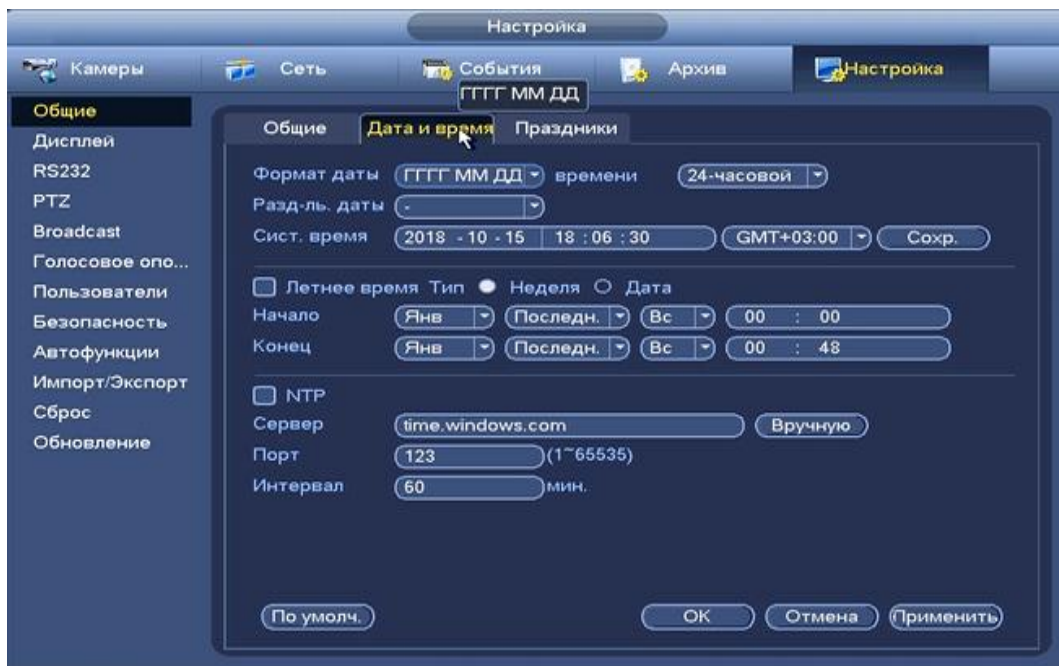 Настройка
Камеры Сеть События Архив Настройка
ГГГГ ММ ДД
Общие
Дисплей
RS232
PTZ
Broadcast
Голосовое опо...
Пользователи
Безопасность
Автофункции
Импорт/Экспорт
Сброс
Обновление
Общие Дата и время Праздники
Формат даты ГГГГ ММ ДД времени 24-часовой
Разд-ль. даты -
Сист. время 2018 - 10 - 15 18 : 06 : 30 GMT+03:00 Сохр.
Летнее время Тип Неделя Дата
Начало Янв Последн. Вс 00 : 00
Конец Янв Последн. Вс 00 : 48
NTP
Сервер time.windows.com Вручную
Порт 123 (1~65535)
Интервал 60 мин.
По умолч. OK Отмена Применить